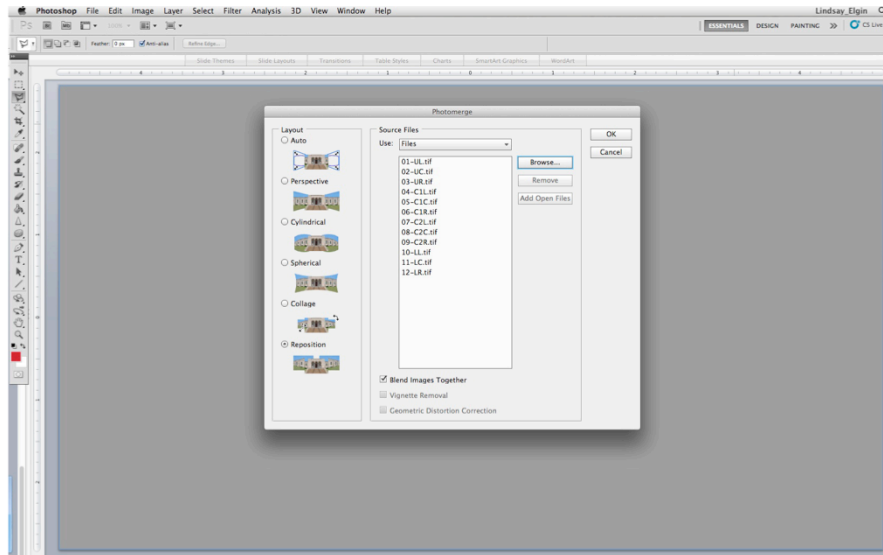 Photoshop File Edit Image Layer Select Filter Analysis 3D View Window Help Lindsay_Elgin
Ps Br Mb ESSENTIALS DESIGN PAINTING >> CS Live
Feather: 0 px Anti-alias Refine Edge...
Slide Themes Slide Layouts Transitions Table Styles Charts SmartArt Graphics WordArt
Photomerge
Layout
Auto
Perspective
Cylindrical
Spherical
Collage
Reposition
Source Files
Use: Files
01-UL.tif
02-UC.tif
03-UR.tif
04-C1L.tif
05-C1C.tif
06-C1R.tif
07-C2L.tif
08-C2C.tif
09-C2R.tif
10-LL.tif
11-LC.tif
12-LR.tif
Browse...
Remove
Add Open Files
Blend Images Together
Vignette Removal
Geometric Distortion Correction
OK
Cancel